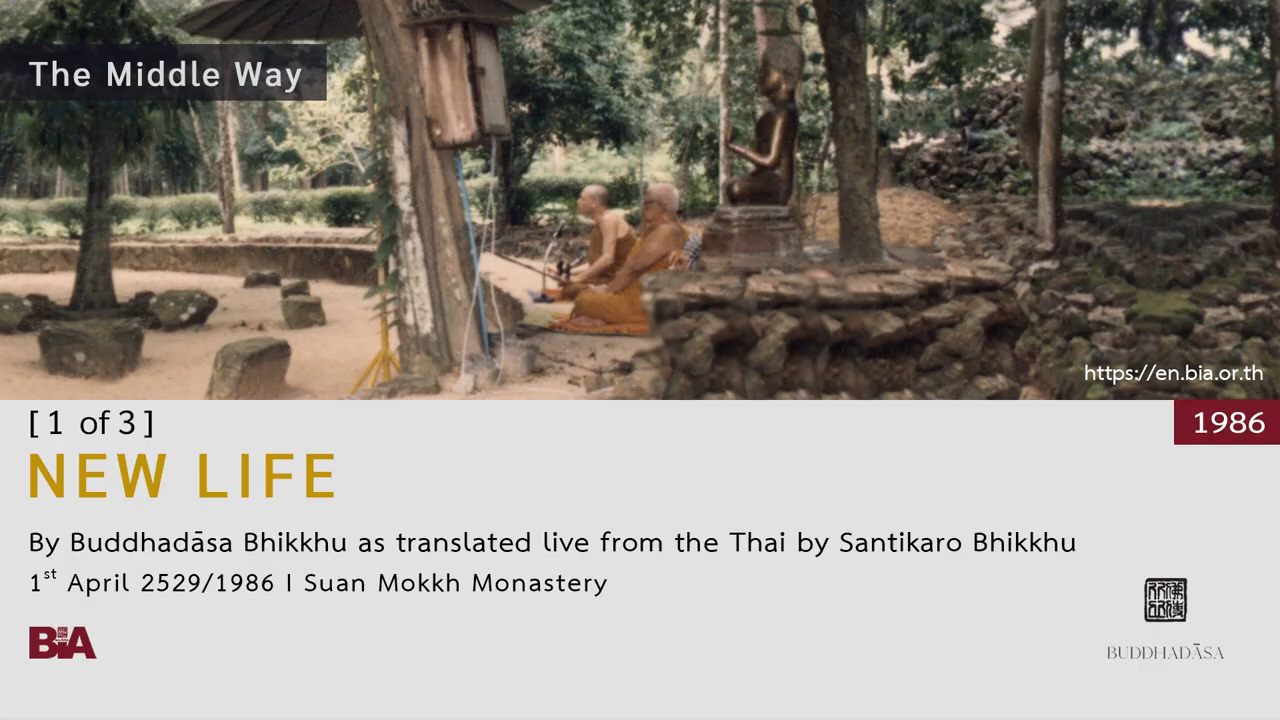 The Middle Way
https://en.bia.or.th
[ 1 of 3 ]
1986
NEW LIFE
By Buddhadāsa Bhikkhu as translated live from the Thai by Santikaro Bhikkhu
1st April 2529/1986 I Suan Mokkh Monastery
BiA
BUDDHADĀSA